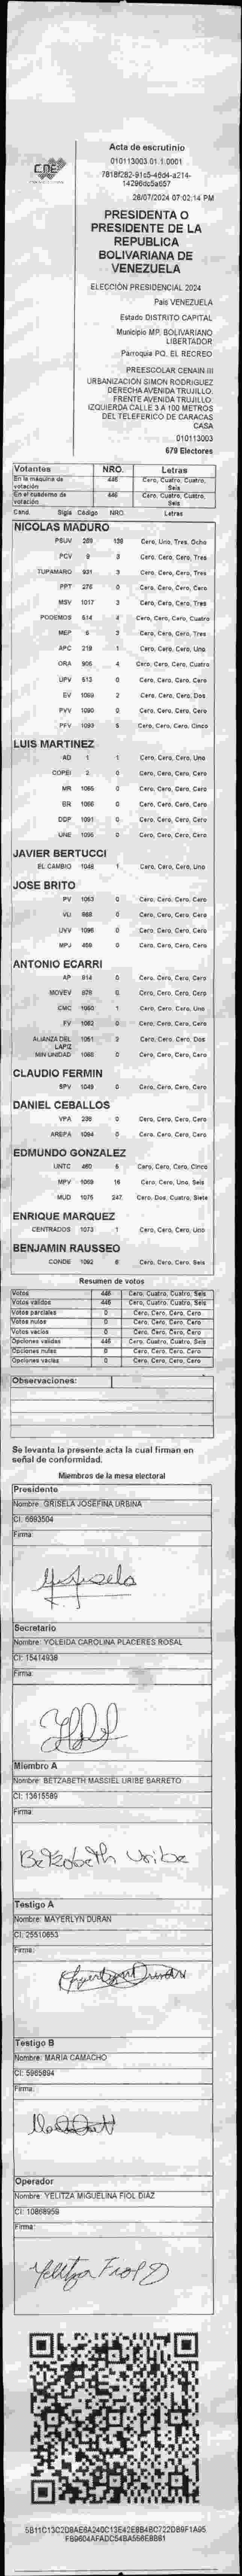 CNE
Acta de escrutinio
010113003.01.1.0001
28/07/2024 07:02:14 PM
PRESIDENTA O
PRESIDENTE DE LA
REPUBLICA
BOLIVARIANA DE
VENEZUELA
ELECCIÓN PRESIDENCIAL 2024
País VENEZUELA
Estado DISTRITO CAPITAL
Municipio MP. BOLIVARIANO
LIBERTADOR
Parroquia PQ. EL RECREO
PREESCOLAR CENAIN III
URBANIZACIÓN SIMON RODRIGUEZ
DERECHA AVENIDA TRUJILLO.
FRENTE AVENIDA TRUJILLO
IZQUIERDA CALLE 3 A 100 METROS
DEL TELEFERICO DE CARACAS
CASA
010113003
679 Electores
Votantes NRO. Letras
En la máquina de votación 446 Cero, Cuatro, Cuatro, Seis
En el cuaderno de votación 446 Cero, Cuatro, Cuatro, Seis
Cand. Sigla Código NRO. Letras
NICOLAS MADURO
PSUV 138 Cero, Uno, Tres, Ocho
PCV 9 3 Cero, Cero, Cero, Tres
TUPAMARO 931 3 Cero, Cero, Cero, Tres
PPT 276 0 Cero, Cero, Cero, Cero
MSV 1017 3 Cero, Cero, Cero, Tres
PODEMOS 514 4 Cero, Cero, Cero, Cuatro
MEP 3 Cero, Cero, Cero, Tres
APC 219 1 Cero, Cero, Cero, Uno
ORA 905 4 Cero, Cero, Cero, Cuatro
UPV 513 0 Cero, Cero, Cero, Cero
EV 1089 2 Cero, Cero, Cero, Dos
PVV 1090 0 Cero, Cero, Cero, Cero
PFV 1093 5 Cero, Cero, Cero, Cinco
LUIS MARTINEZ
AD 1 1 Cero, Cero, Cero, Uno
COPEI 2 0 Cero, Cero, Cero, Cero
MR 1065 0 Cero, Cero, Cero, Cero
BR 1066 0 Cero, Cero, Cero, Cero
DDP 1091 0 Cero, Cero, Cero, Cero
UNE 1095 0 Cero, Cero, Cero, Cero
JAVIER BERTUCCI
EL CAMBIO 1048 1 Cero, Cero, Cero, Uno
JOSE BRITO
PV 1053 0 Cero, Cero, Cero, Cero
VU 868 0 Cero, Cero, Cero, Cero
UVV 1096 0 Cero, Cero, Cero, Cero
MPJ 0 Cero, Cero, Cero, Cero
ANTONIO ECARRI
AP 914 0 Cero, Cero, Cero, Cero
MOVEV 0 Cero, Cero, Cero, Cero
CMC 1050 1 Cero, Cero, Cero, Uno
FV 1062 0 Cero, Cero, Cero, Cero
ALIANZA DEL LAPIZ 1051 2 Cero, Cero, Cero, Dos
MIN UNIDAD 1088 0 Cero, Cero, Cero, Cero
CLAUDIO FERMIN
SPV 1049 0 Cero, Cero, Cero, Cero
DANIEL CEBALLOS
VPA 230 0 Cero, Cero, Cero, Cero
AREPA 1094 0 Cero, Cero, Cero, Cero
EDMUNDO GONZALEZ
UNTC 5 Cero, Cero, Cero, Cinco
MPV 1069 16 Cero, Cero, Uno, Seis
MUD 1075 247 Cero, Dos, Cuatro, Siete
ENRIQUE MARQUEZ
CENTRADOS 1073 1 Cero, Cero, Cero, Uno
BENJAMIN RAUSSEO
CONDE 1092 6 Cero, Cero, Cero, Seis
Resumen de votos
Votos 446 Cero, Cuatro, Cuatro, Seis
Votos validos 446 Cero, Cuatro, Cuatro, Seis
Votos parciales 0 Cero, Cero, Cero, Cero
Votos nulos 0 Cero, Cero, Cero, Cero
Votos vacios 0 Cero, Cero, Cero, Cero
Opciones validas 446 Cero, Cuatro, Cuatro, Seis
Opciones nulas 0 Cero, Cero, Cero, Cero
Opciones vacías 0 Cero, Cero, Cero, Cero
Observaciones:
Se levanta la presente acta la cual firman en
señal de conformidad.
Miembros de la mesa electoral
Presidente
Nombre: GRISELA JOSEFINA URBINA
CI: 6693504
Firma:
Secretario
Nombre: YOLEIDA CAROLINA PLACERES ROSAL
CI: 15414938
Firma:
Miembro A
Nombre: BETZABETH MASSIEL URIBE BARRETO
CI: 13615589
Firma:
Betzabeth Uribe
Testigo A
Nombre: MAYERLYN DURAN
CI: 25510653
Firma:
Testigo B
Nombre: MARIA CAMACHO
CI: 5965894
Firma:
Operador
Nombre: YELITZA MIGUELINA FIOL DIAZ
CI: 10868959
Firma:
Yelitza Fiol D